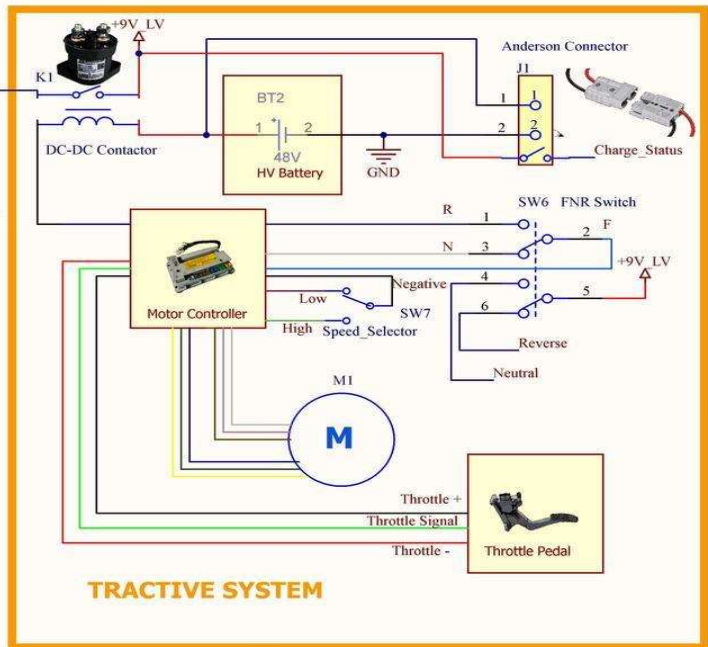 +9V_LV
K1
DC-DC Contactor
BT2
+
1
2
48V
HV Battery
GND
Anderson Connector
J1
1
1
2
2
Charge_Status
SW6 FNR Switch
R
1
2
F
N
3
+9V_LV
4
5
6
Reverse
Neutral
Motor Controller
Negative
Low
SW7
High
Speed_Selector
M1
M
Throttle +
Throttle Signal
Throttle -
Throttle Pedal
TRACTIVE SYSTEM